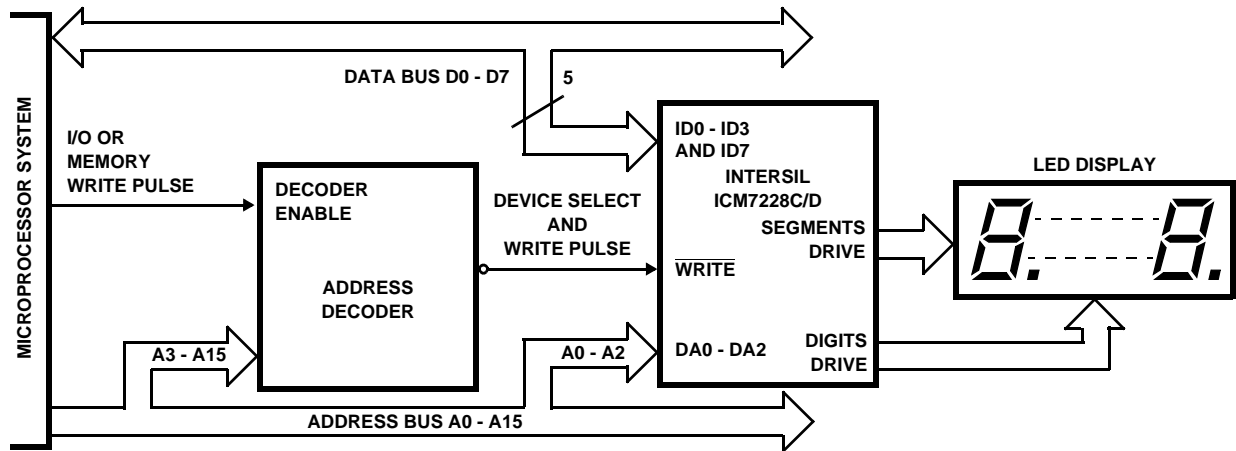 MICROPROCESSOR SYSTEM
DATA BUS D0 - D7
5
I/O OR
MEMORY
WRITE PULSE
DECODER
ENABLE
ADDRESS
DECODER
DEVICE SELECT
AND
WRITE PULSE
ID0 - ID3
AND ID7
INTERSIL
ICM7228C/D
SEGMENTS
DRIVE
WRITE
DA0 - DA2
DIGITS
DRIVE
LED DISPLAY
8. 8.
A3 - A15
A0 - A2
ADDRESS BUS A0 - A15